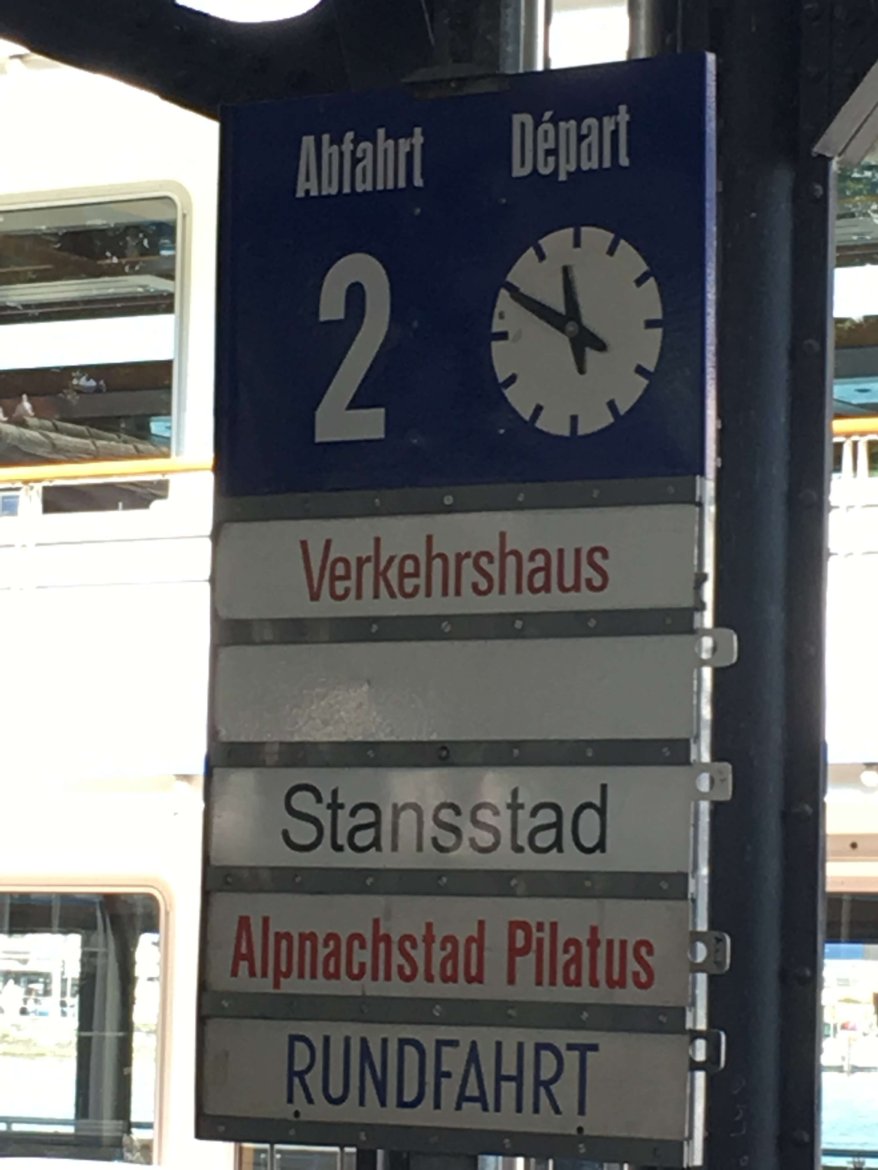 Abfahrt Départ
2
Verkehrshaus
Stansstad
Alpnachstad Pilatus
RUNDFAHRT